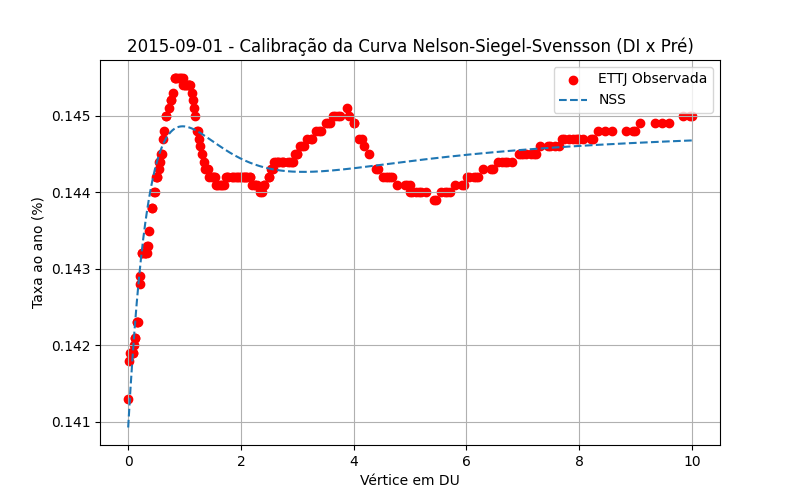 2015-09-01 - Calibração da Curva Nelson-Siegel-Svensson (DI x Pré)
ETTJ Observada
NSS
Taxa ao ano (%)
0.145
0.144
0.143
0.142
0.141
0 2 4 6 8 10
Vértice em DU